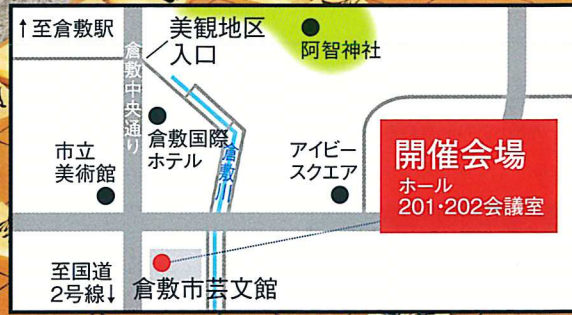 ↑至倉敷駅
美観地区
入口
阿智神社
倉敷中央通り
倉敷国際
ホテル
倉敷川
市立
美術館
アイビー
スクエア
開催会場
ホール
201・202会議室
至国道
2号線↓
倉敷市芸文館